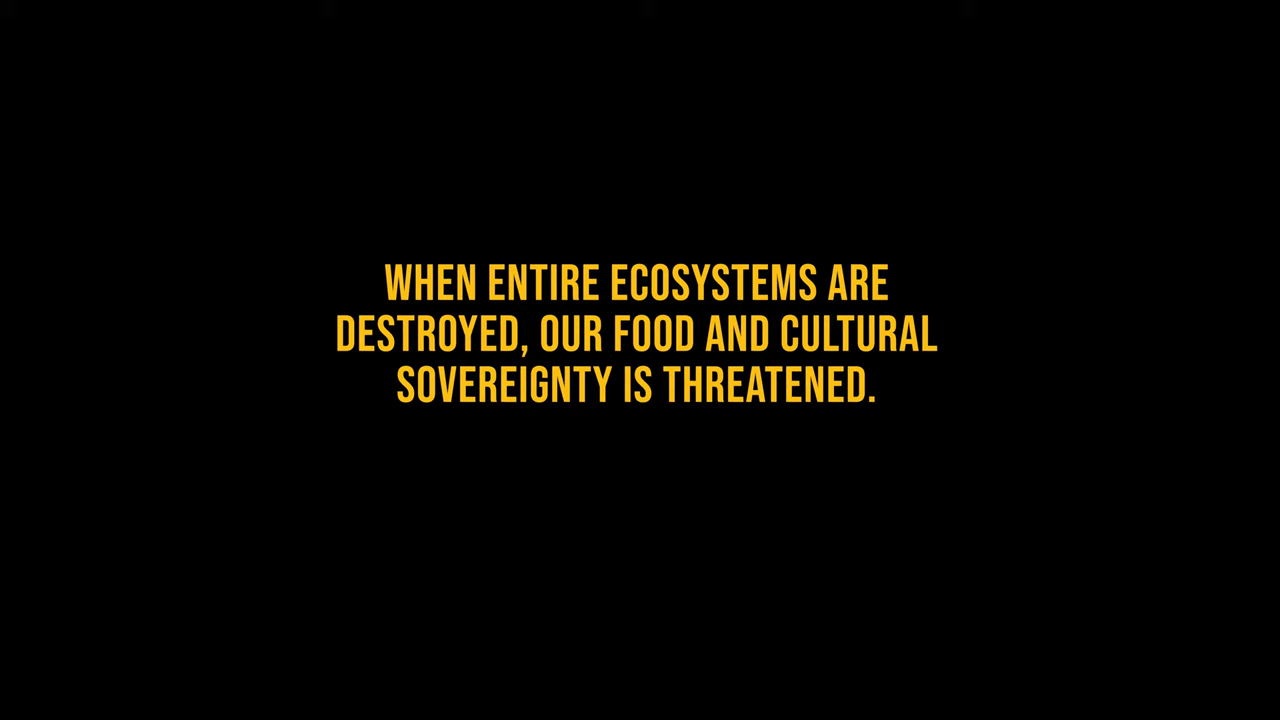 WHEN ENTIRE ECOSYSTEMS ARE
DESTROYED, OUR FOOD AND CULTURAL
SOVEREIGNTY IS THREATENED.